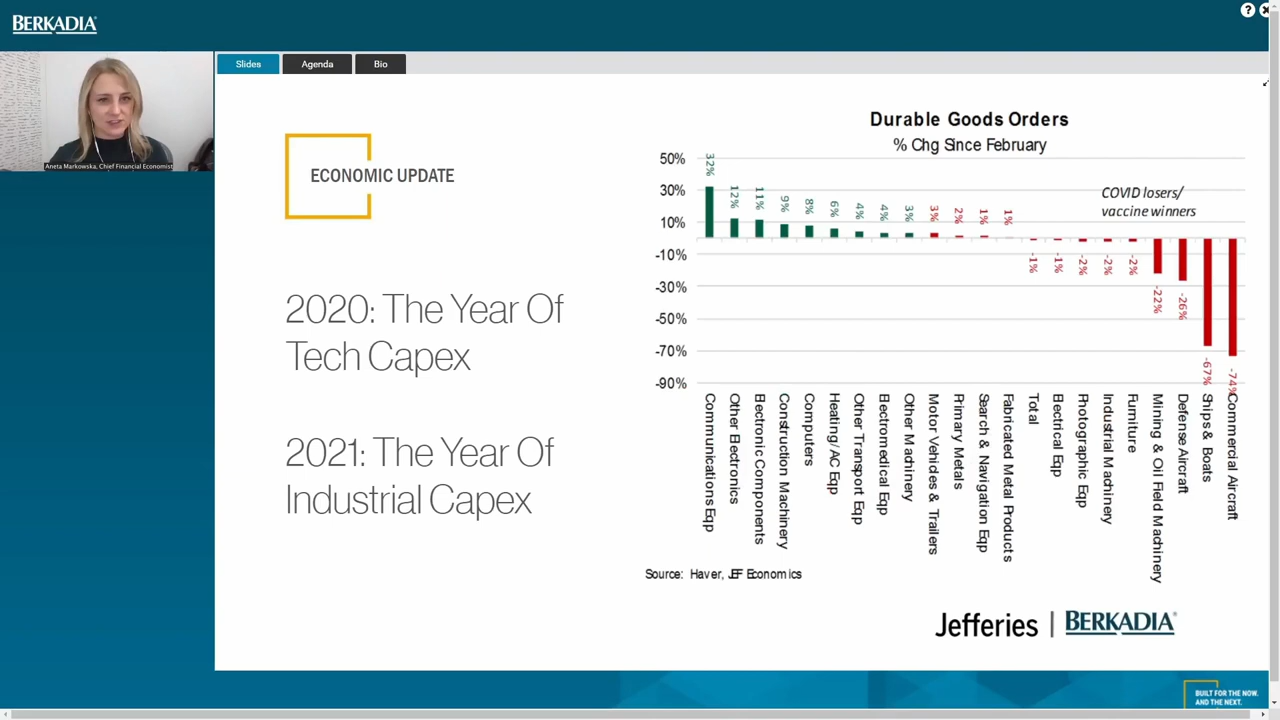 BERKADIA
Slides
Agenda
Bio
Aneta Markowska, Chief Financial Economist
ECONOMIC UPDATE
2020: The Year Of
Tech Capex
2021: The Year Of
Industrial Capex
Durable Goods Orders
% Chg Since February
COVID losers/
vaccine winners
50%
30%
10%
-10%
-30%
-50%
-70%
-90%
32%
12%
11%
9%
8%
6%
4%
4%
3%
3%
2%
1%
1%
-1%
-1%
-2%
-2%
-2%
-22%
-26%
-67%
-74%
Communications Eqp
Other Electronics
Electronic Components
Construction Machinery
Computers
Heating/AC Eqp
Other Transport Eqp
Electromedical Eqp
Other Machinery
Motor Vehicles & Trailers
Primary Metals
Search & Navigation Eqp
Fabricated Metal Products
Total
Electrical Eqp
Photographic Eqp
Industrial Machinery
Furniture
Mining & Oil Field Machinery
Defense Aircraft
Ships & Boats
Commercial Aircraft
Source: Haver, JEF Economics
Jefferies | BERKADIA®
BUILT FOR THE NOW.
AND THE NEXT.